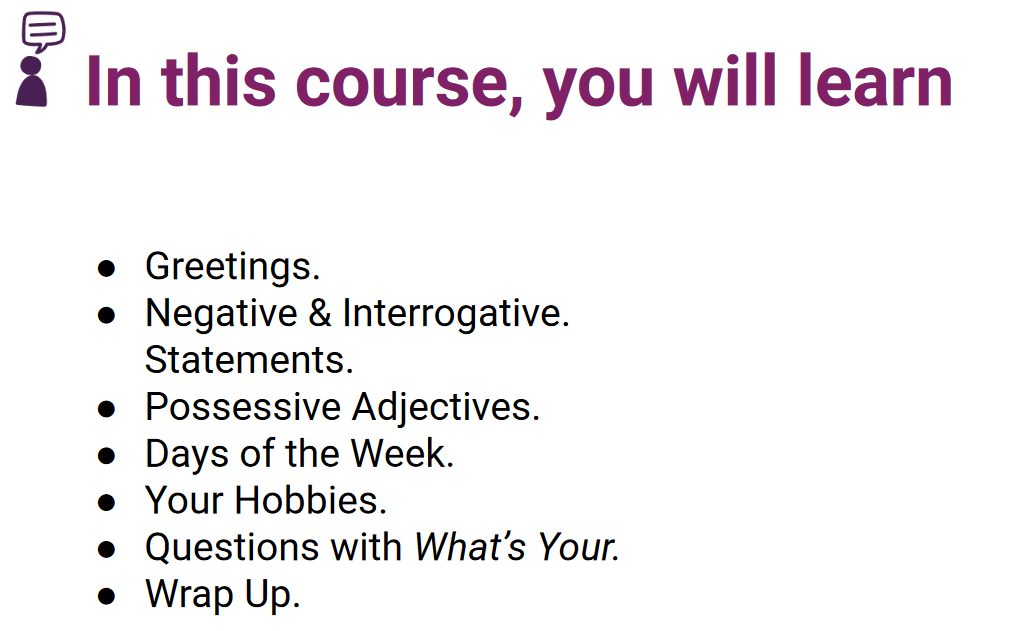 In this course, you will learn
● Greetings.
● Negative & Interrogative.
Statements.
● Possessive Adjectives.
● Days of the Week.
● Your Hobbies.
● Questions with What’s Your.
● Wrap Up.